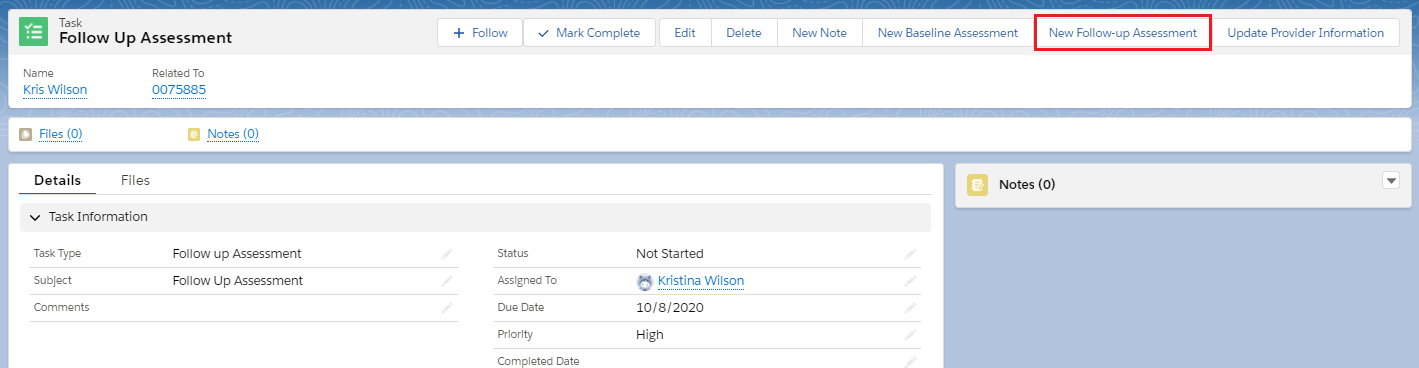 Task
Follow Up Assessment
Follow
Mark Complete
Edit
Delete
New Note
New Baseline Assessment
New Follow-up Assessment
Update Provider Information
Name
Related To
Kris Wilson
0075885
Files (0)
Notes (0)
Details
Files
Notes (0)
Task Information
Task Type
Follow up Assessment
Status
Not Started
Subject
Follow Up Assessment
Assigned To
Kristina Wilson
Comments
Due Date
10/8/2020
Priority
High
Completed Date